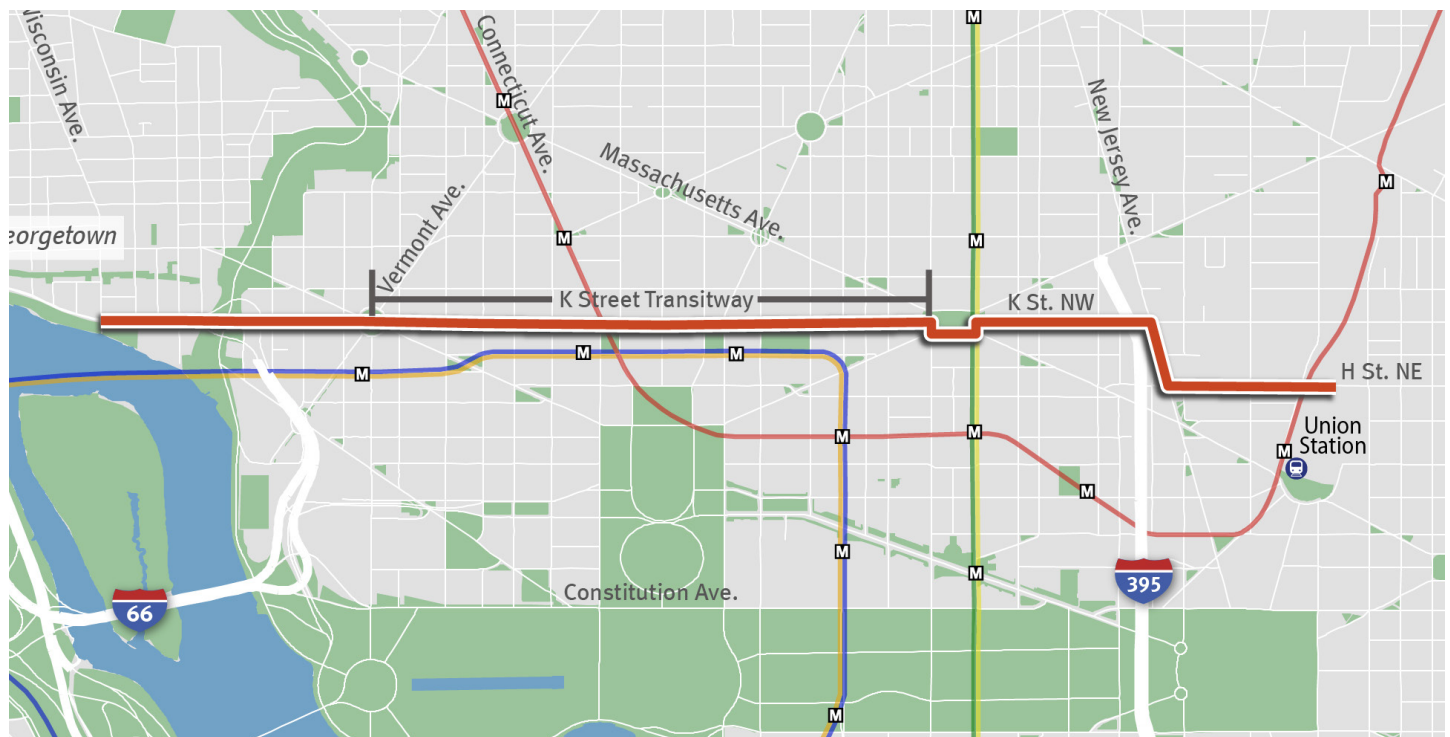 Wisconsin Ave.
Connecticut Ave.
M
M
New Jersey Ave.
Massachusetts Ave.
M
eorgetown
Vermont Ave.
M
M
K Street Transitway
K St. NW
M
M
M
H St. NE
Union
Station
M
M
M
M
M
Constitution Ave.
66
395
M
M